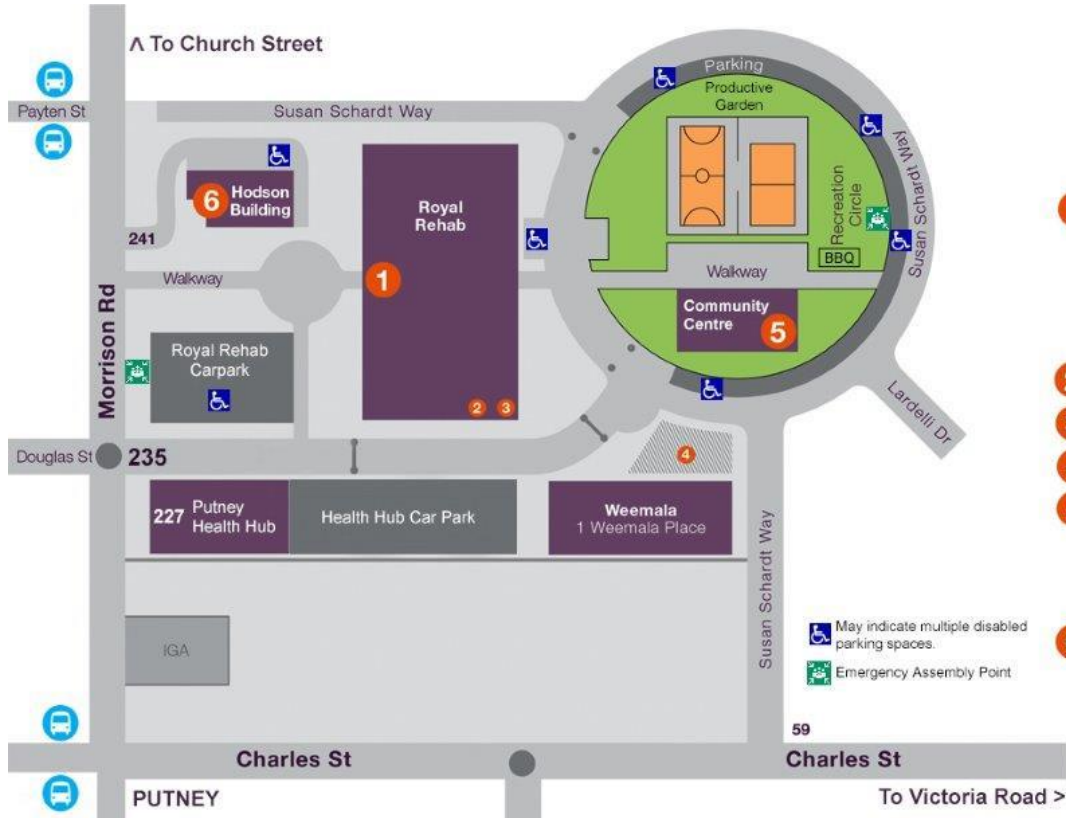 Λ To Church Street
Parking
Productive
Garden
Payten St
Susan Schardt Way
Susan Schardt Way
6
Hodson
Building
Royal
Rehab
Recreation
Circle
BBQ
241
Walkway
1
Walkway
Community
Centre
5
Morrison Rd
Royal Rehab
Carpark
2
3
Lardelli Dr
Douglas St
235
4
227
Putney
Health Hub
Health Hub Car Park
Weemala
1 Weemala Place
Susan Schardt Way
IGA
May indicate multiple disabled
parking spaces.
Emergency Assembly Point
59
Charles St
Charles St
PUTNEY
To Victoria Road >